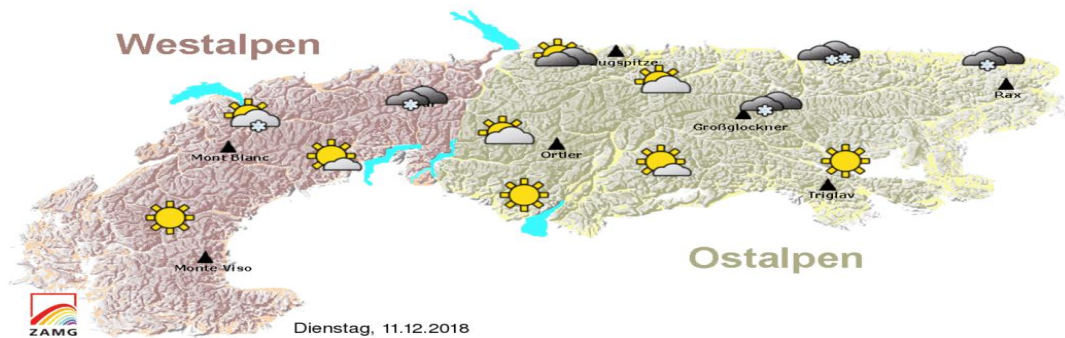 Westalpen
ugspitze
Rax
Großglockner
Mont Blanc
Ortler
Triglav
Ostalpen
Monte Viso
ZAMG
Dienstag, 11.12.2018